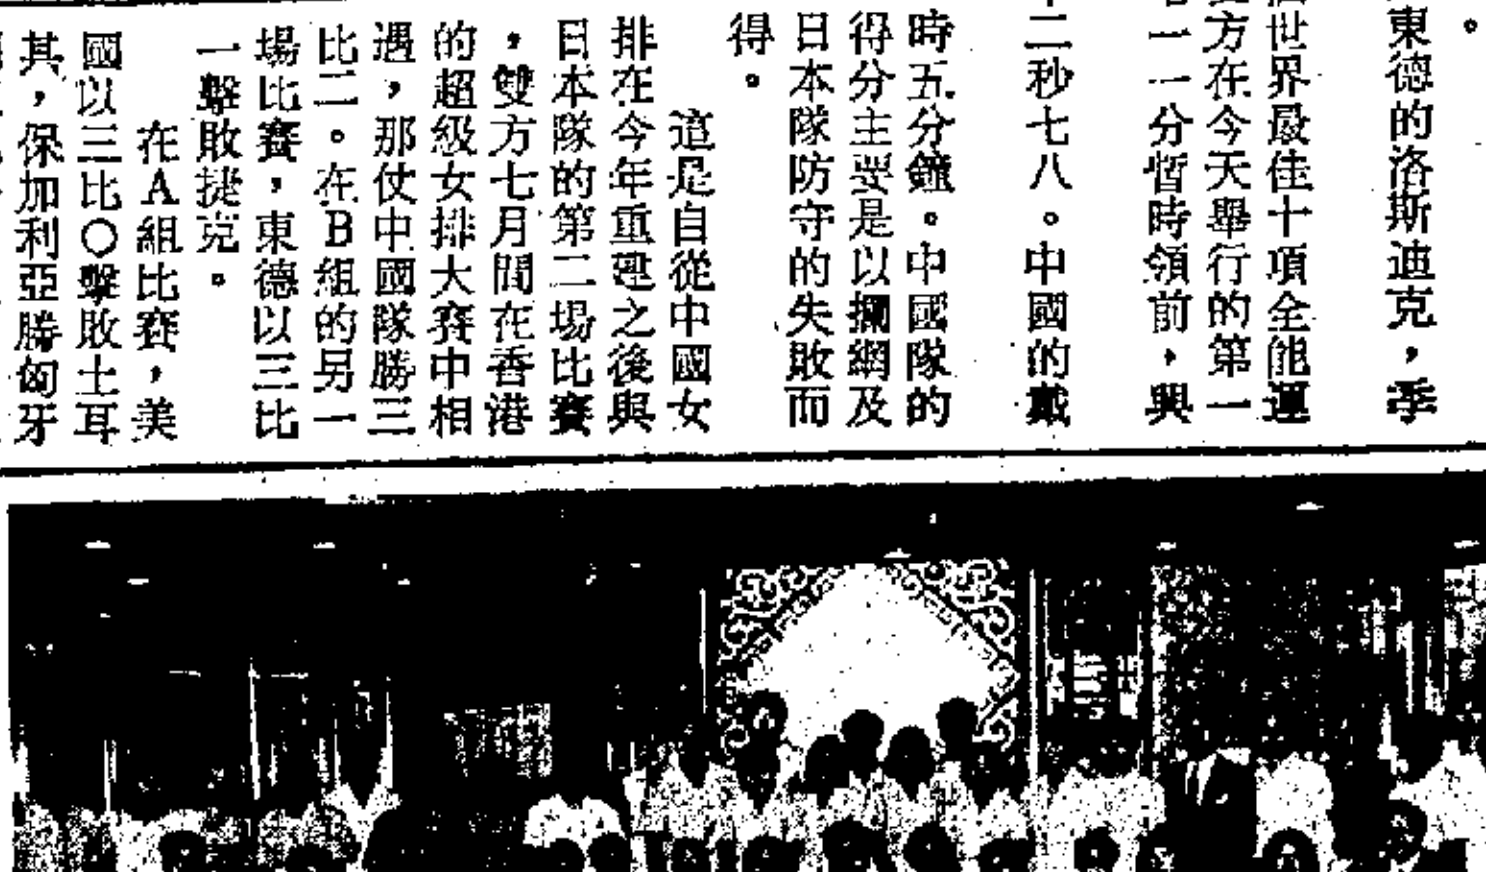 。
東德的洛斯迪克，季
世界最佳十項全能運
方在今天舉行的第一
一一分暫時領前，與
二秒七八。中國的戴
時五分鐘。中國隊的
得分主要是以攔網及
日本隊防守的失敗而
得。
這是自從中國女
排在今年重建之後與
日本隊的第二場比賽
，雙方七月間在香港
的超級女排大賽中相
遇，那仗中國隊勝三
比二。在B組的另一
場比賽，東德以三比
一擊敗捷克。
在A組比賽，美
國以三比〇擊敗土耳
其，保加利亞勝匈牙